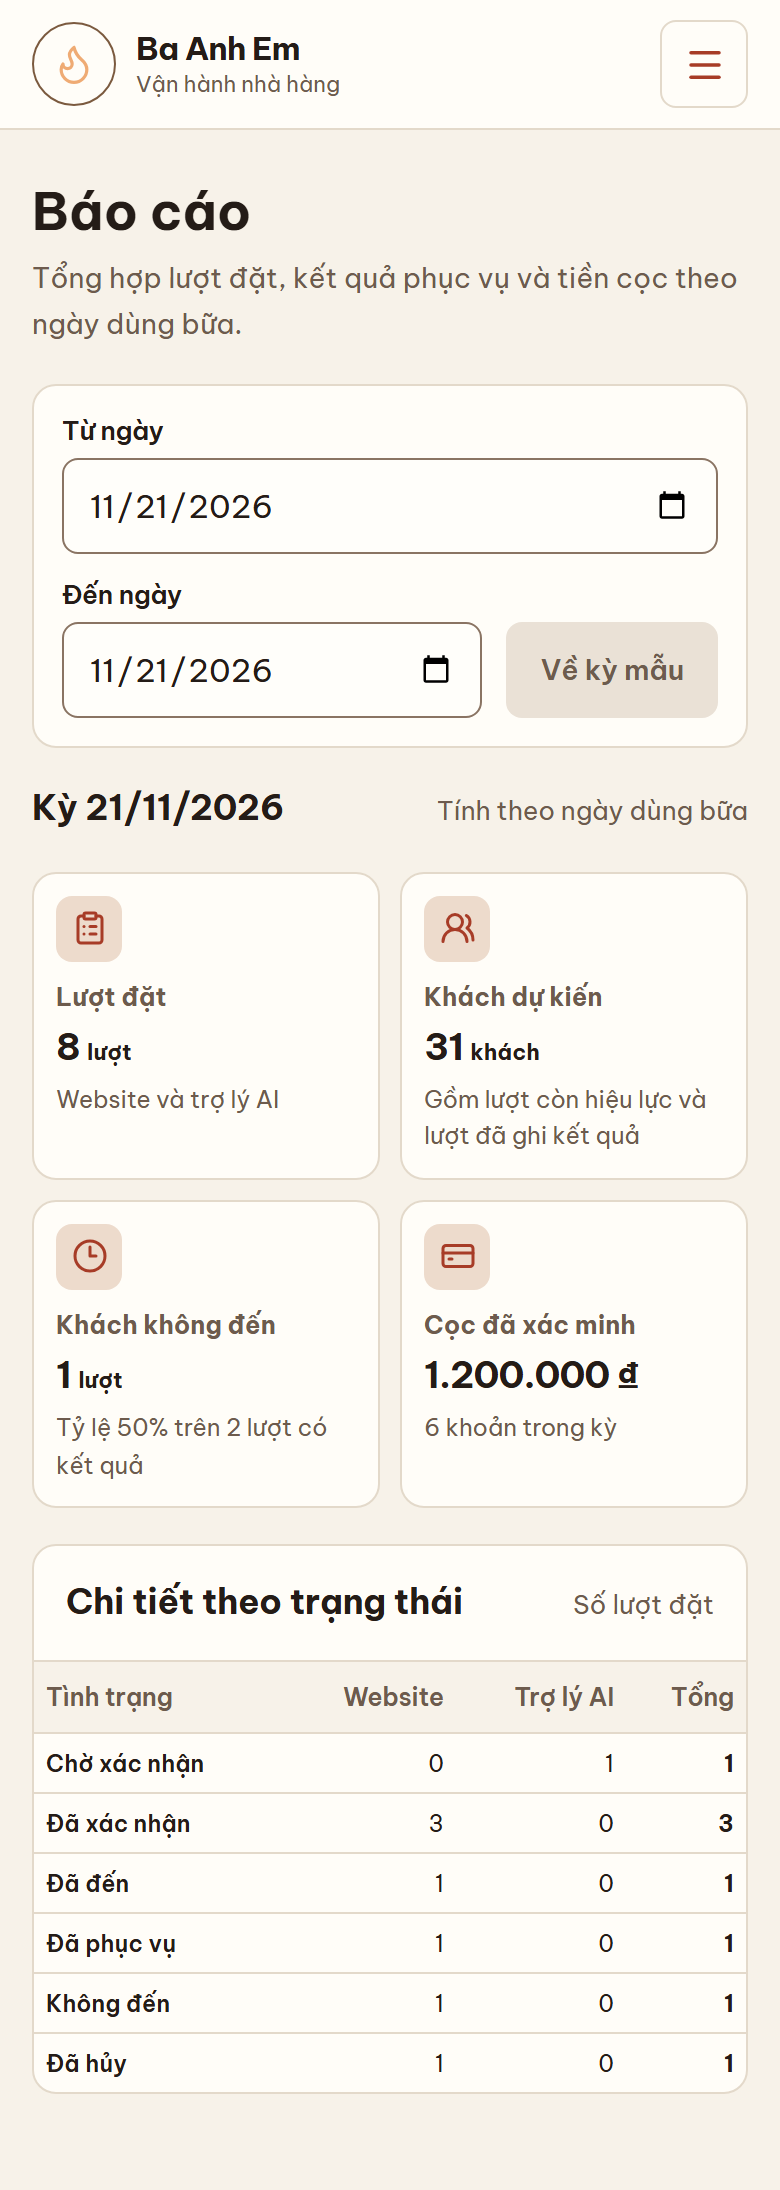 Ba Anh Em
Vận hành nhà hàng
Báo cáo
Tổng hợp lượt đặt, kết quả phục vụ và tiền cọc theo
ngày dùng bữa.
Từ ngày
11/21/2026
Đến ngày
11/21/2026
Về kỳ mẫu
Kỳ 21/11/2026
Tính theo ngày dùng bữa
Lượt đặt
8 lượt
Website và trợ lý AI
Khách dự kiến
31 khách
Gồm lượt còn hiệu lực và
lượt đã ghi kết quả
Khách không đến
1 lượt
Tỷ lệ 50% trên 2 lượt có
kết quả
Cọc đã xác minh
1.200.000 ₫
6 khoản trong kỳ
Chi tiết theo trạng thái
Số lượt đặt
Tình trạng Website Trợ lý AI Tổng
Chờ xác nhận 0 1 1
Đã xác nhận 3 0 3
Đã đến 1 0 1
Đã phục vụ 1 0 1
Không đến 1 0 1
Đã hủy 1 0 1